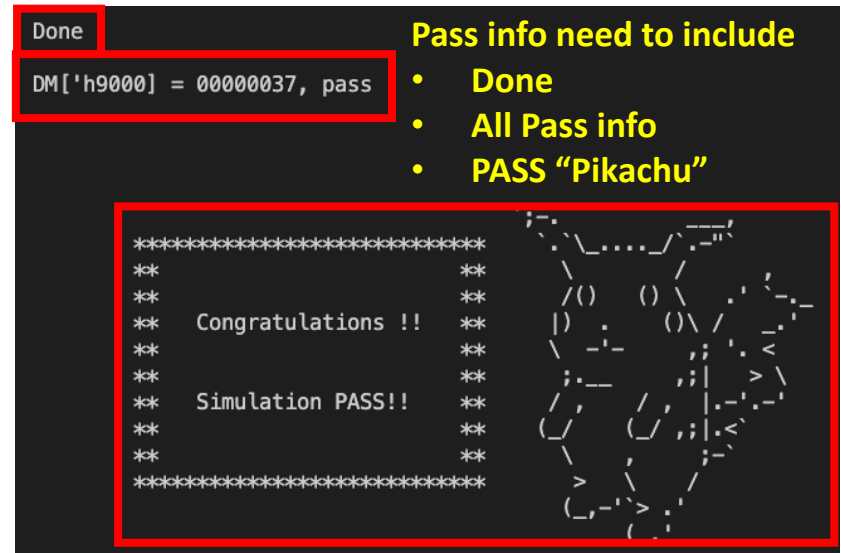 Done
DM['h9000] = 00000037, pass
Pass info need to include
• Done
• All Pass info
• PASS “Pikachu”
****************************
** **
** **
** Congratulations !! **
** **
** **
** Simulation PASS!! **
** **
** **
****************************